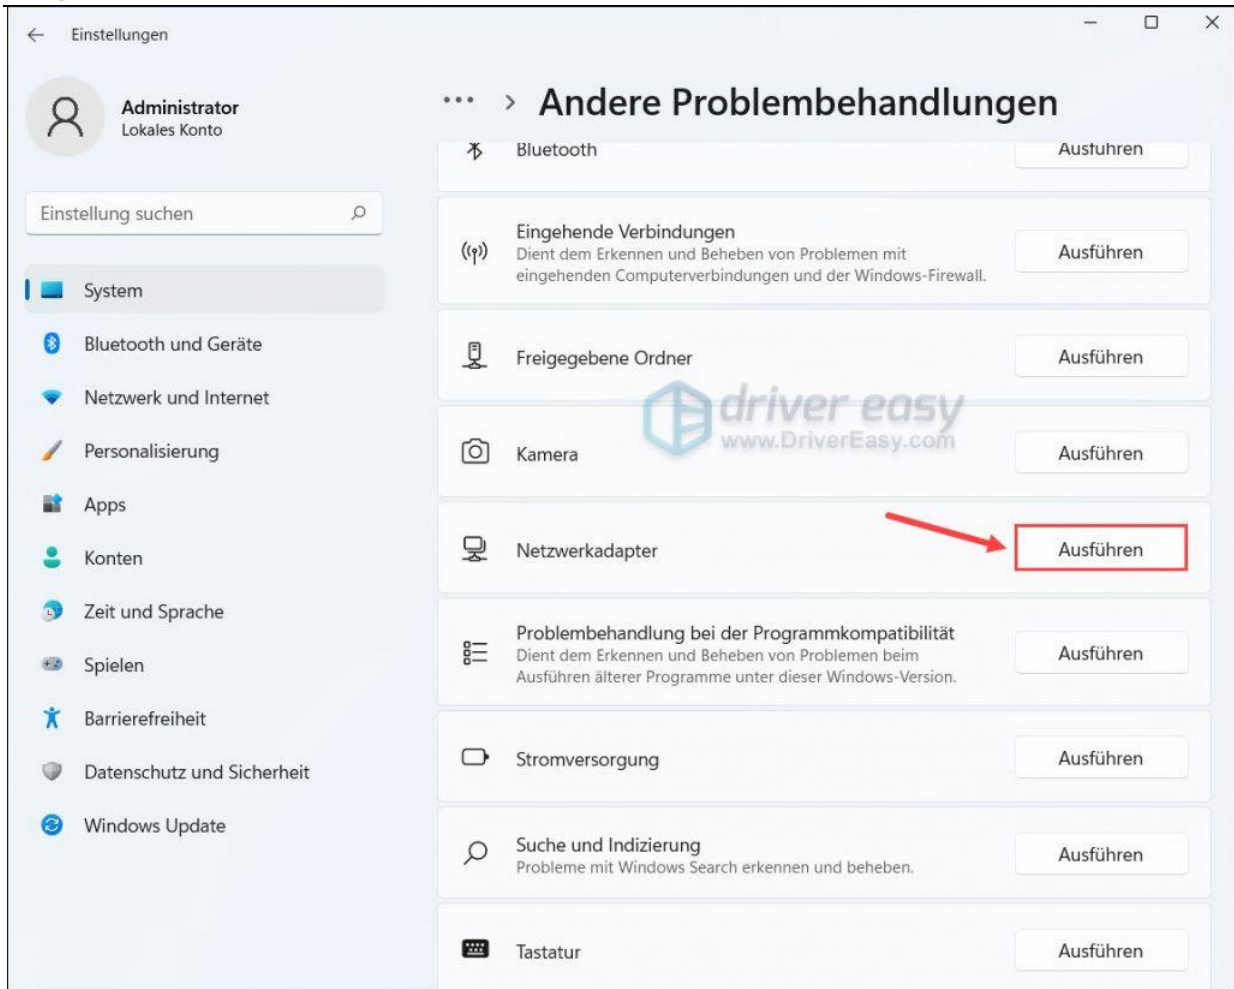 Einstellungen
Administrator
Lokales Konto
Einstellung suchen
System
Bluetooth und Geräte
Netzwerk und Internet
Personalisierung
Apps
Konten
Zeit und Sprache
Spielen
Barrierefreiheit
Datenschutz und Sicherheit
Windows Update
... > Andere Problembehandlungen
Bluetooth
Ausführen
Eingehende Verbindungen
Dient dem Erkennen und Beheben von Problemen mit
eingehenden Computerverbindungen und der Windows-Firewall.
Ausführen
Freigegebene Ordner
Ausführen
driver easy
www.DriverEasy.com
Kamera
Ausführen
Netzwerkadapter
Ausführen
Problembehandlung bei der Programmkompatibilität
Dient dem Erkennen und Beheben von Problemen beim
Ausführen älterer Programme unter dieser Windows-Version.
Ausführen
Stromversorgung
Ausführen
Suche und Indizierung
Probleme mit Windows Search erkennen und beheben.
Ausführen
Tastatur
Ausführen